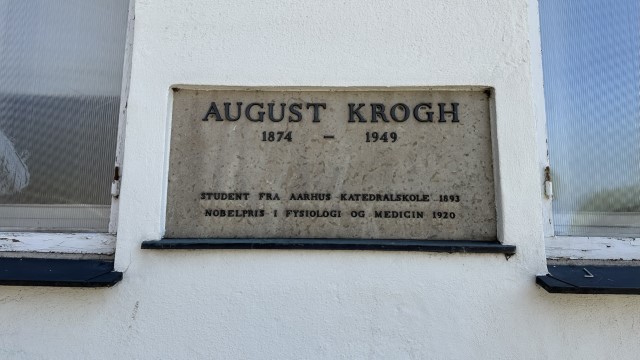 AUGUST KROGH
1874 – 1949
STUDENT FRA AARHUS KATEDRALSKOLE 1893
NOBELPRIS I FYSIOLOGI OG MEDICIN 1920